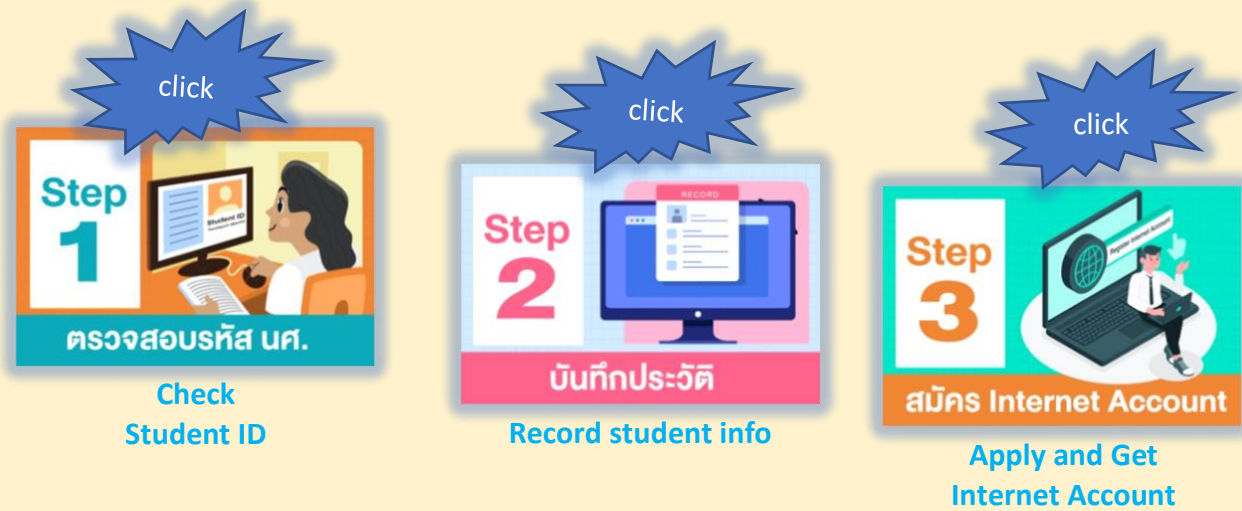 click
Step
1
Student ID
ตรวจสอบรหัส นศ.
Check
Student ID
click
RECORD
Step
2
บันทึกประวัติ
Record student info
click
Register Internet Account
Step
3
สมัคร Internet Account
Apply and Get
Internet Account